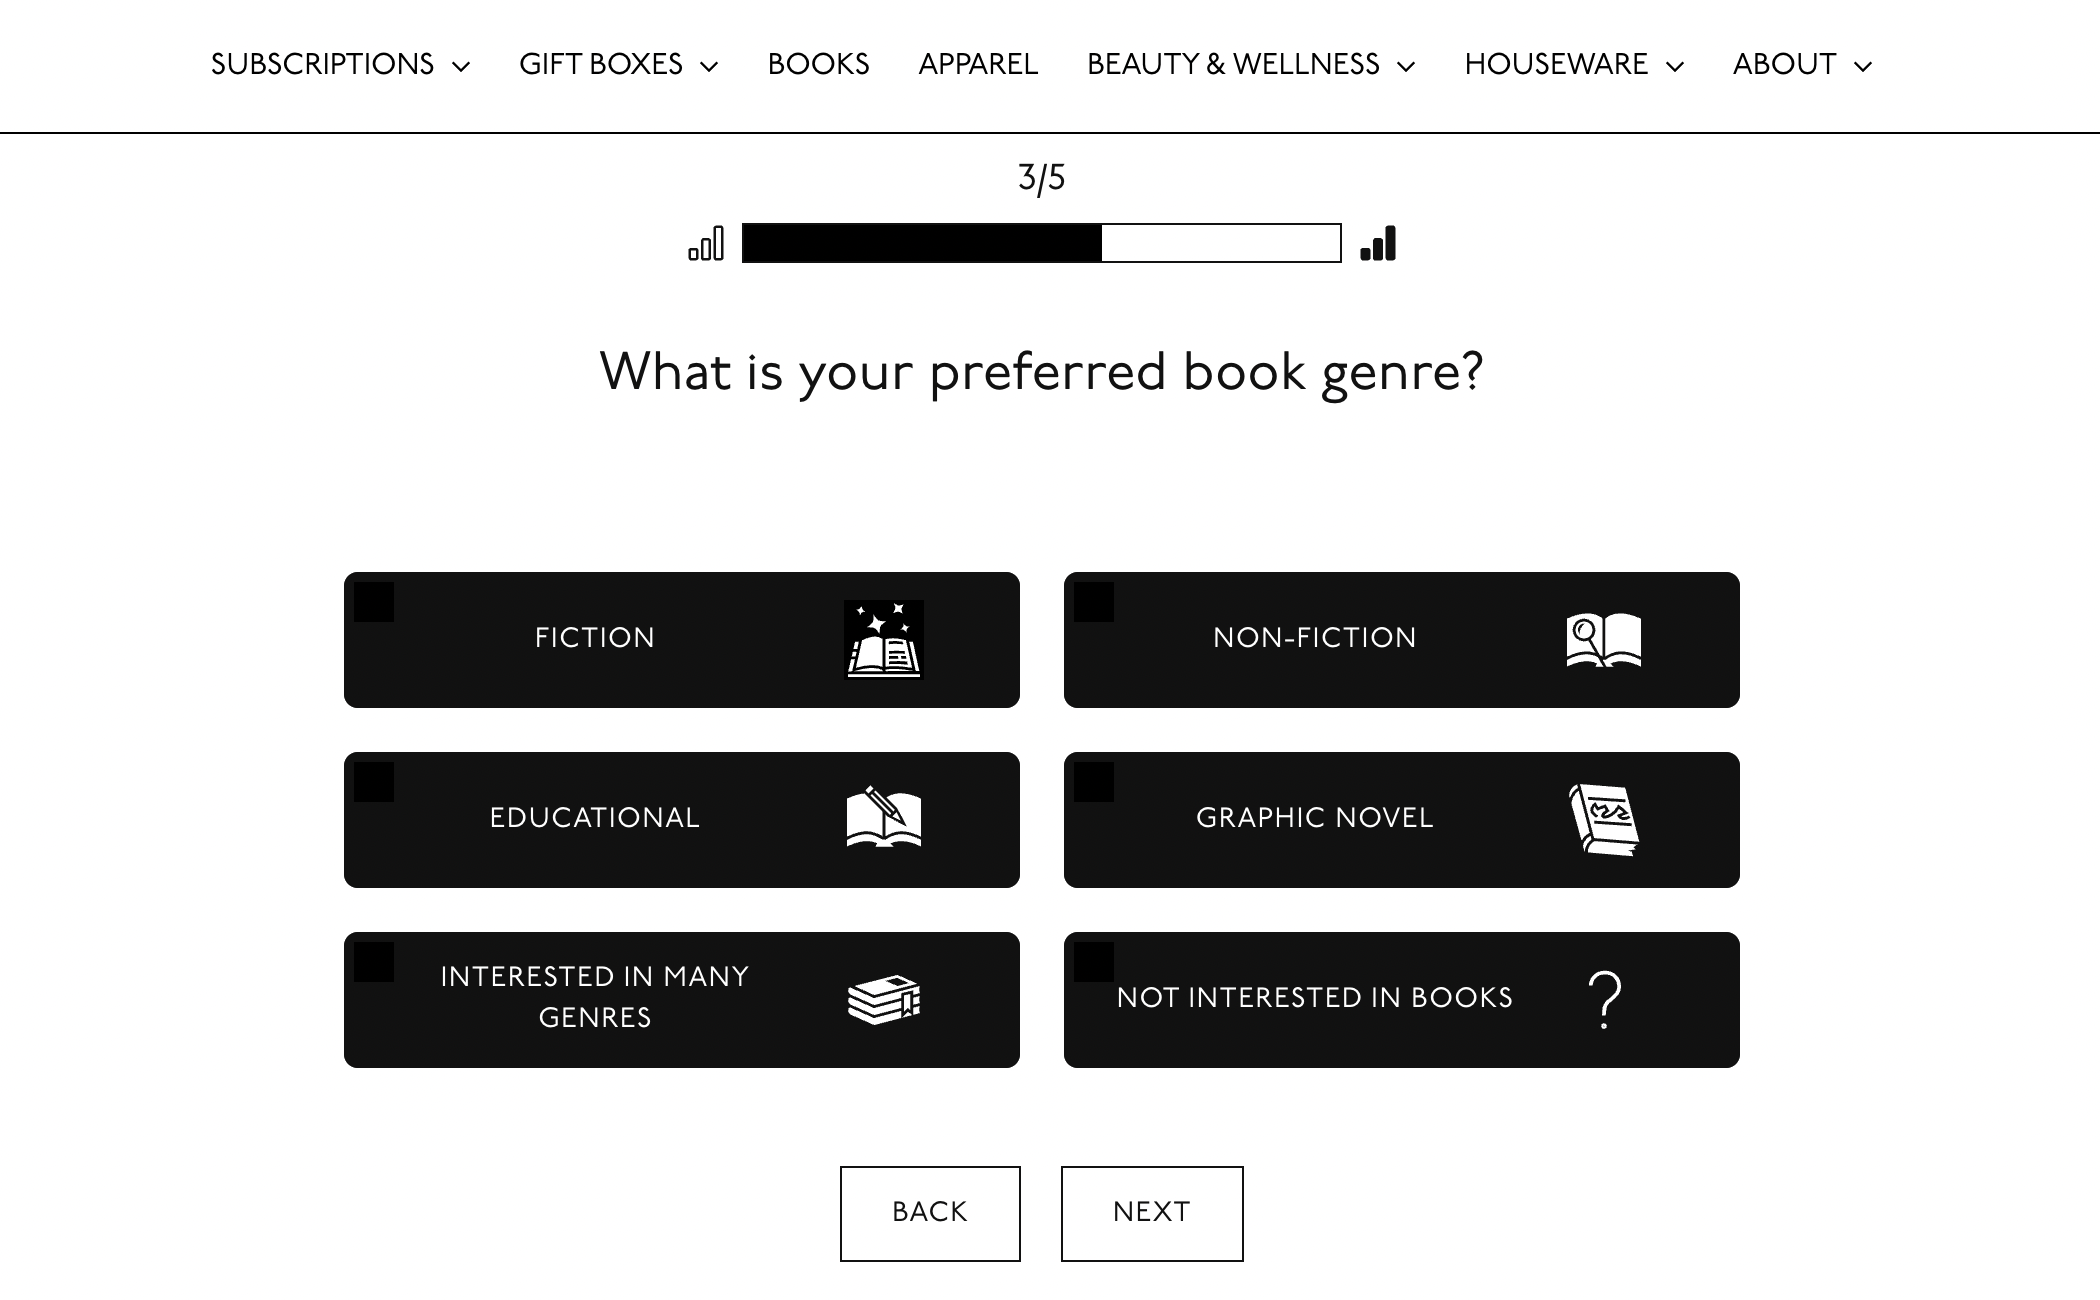 SUBSCRIPTIONS GIFT BOXES BOOKS APPAREL BEAUTY & WELLNESS HOUSEWARE ABOUT
3/5
What is your preferred book genre?
FICTION
NON-FICTION
EDUCATIONAL
GRAPHIC NOVEL
INTERESTED IN MANY
GENRES
NOT INTERESTED IN BOOKS
BACK
NEXT